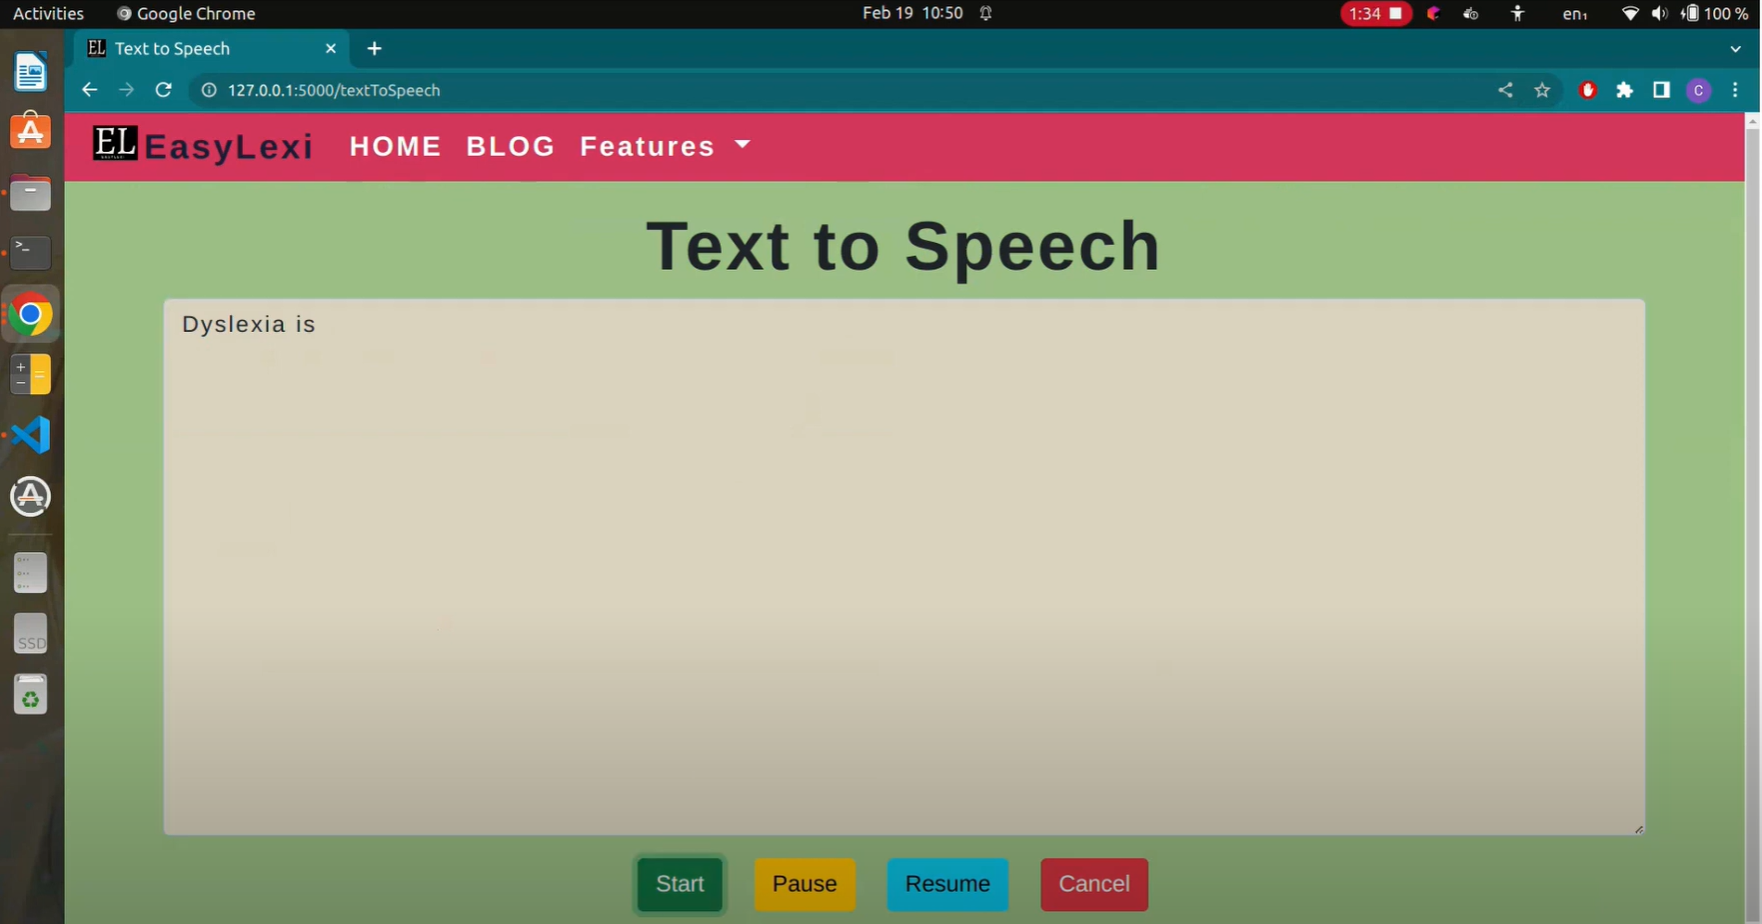 Activities Google Chrome Feb 19 10:50 1:34 en₁ 100 %
EL Text to Speech
127.0.0.1:5000/textToSpeech C
EL EasyLexi HOME BLOG Features
Text to Speech
Dyslexia is
SSD
Start Pause Resume Cancel